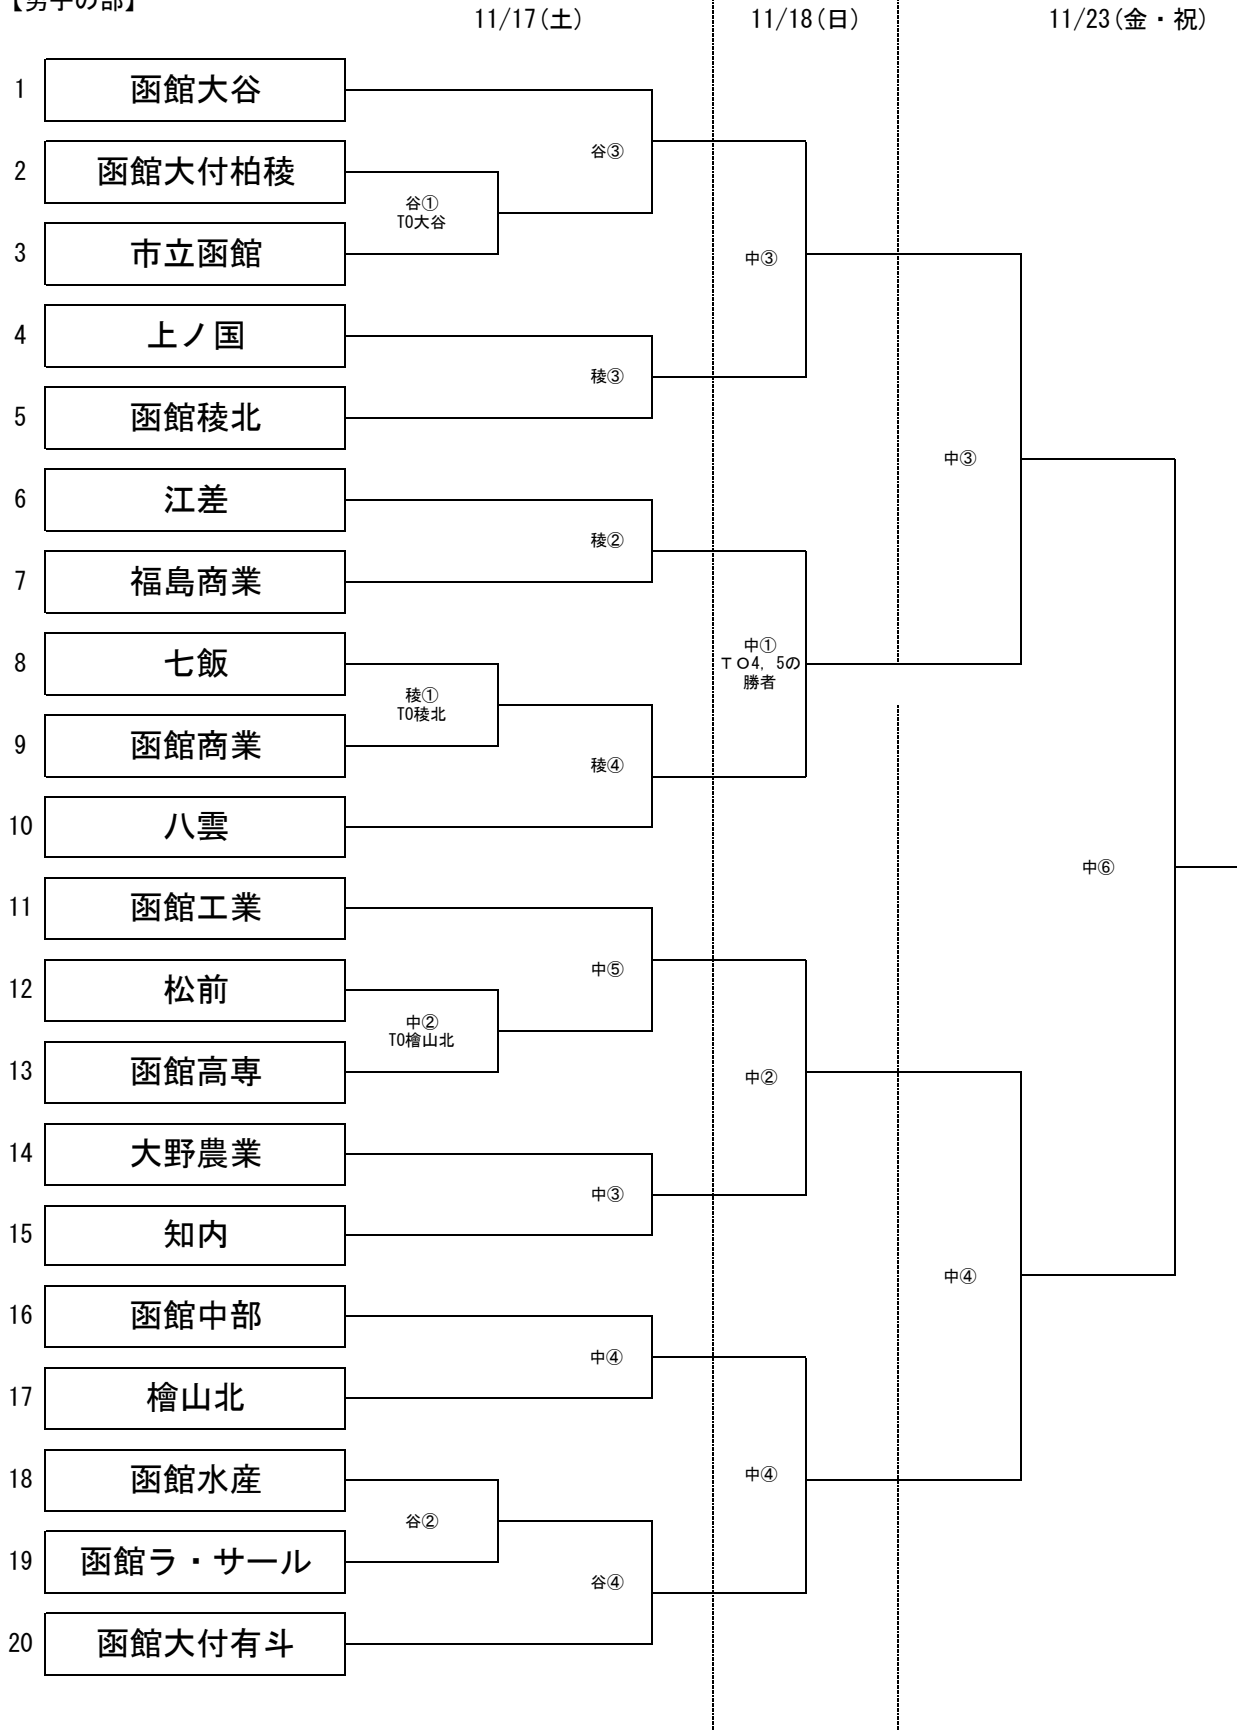 【男子の部】
11/17(土)
11/18(日)
11/23(金・祝)
1 函館大谷
谷③
2 函館大付柏稜
谷①
TO大谷
3 市立函館
中③
4 上ノ国
稜③
5 函館稜北
中③
6 江差
稜②
7 福島商業
中①
TO4, 5の
勝者
8 七飯
稜①
TO稜北
9 函館商業
稜④
10 八雲
中⑥
11 函館工業
中⑤
12 松前
中②
TO檜山北
13 函館高専
中②
14 大野農業
中③
15 知内
中④
16 函館中部
中④
17 檜山北
中④
18 函館水産
谷②
19 函館ラ・サール
谷④
20 函館大付有斗